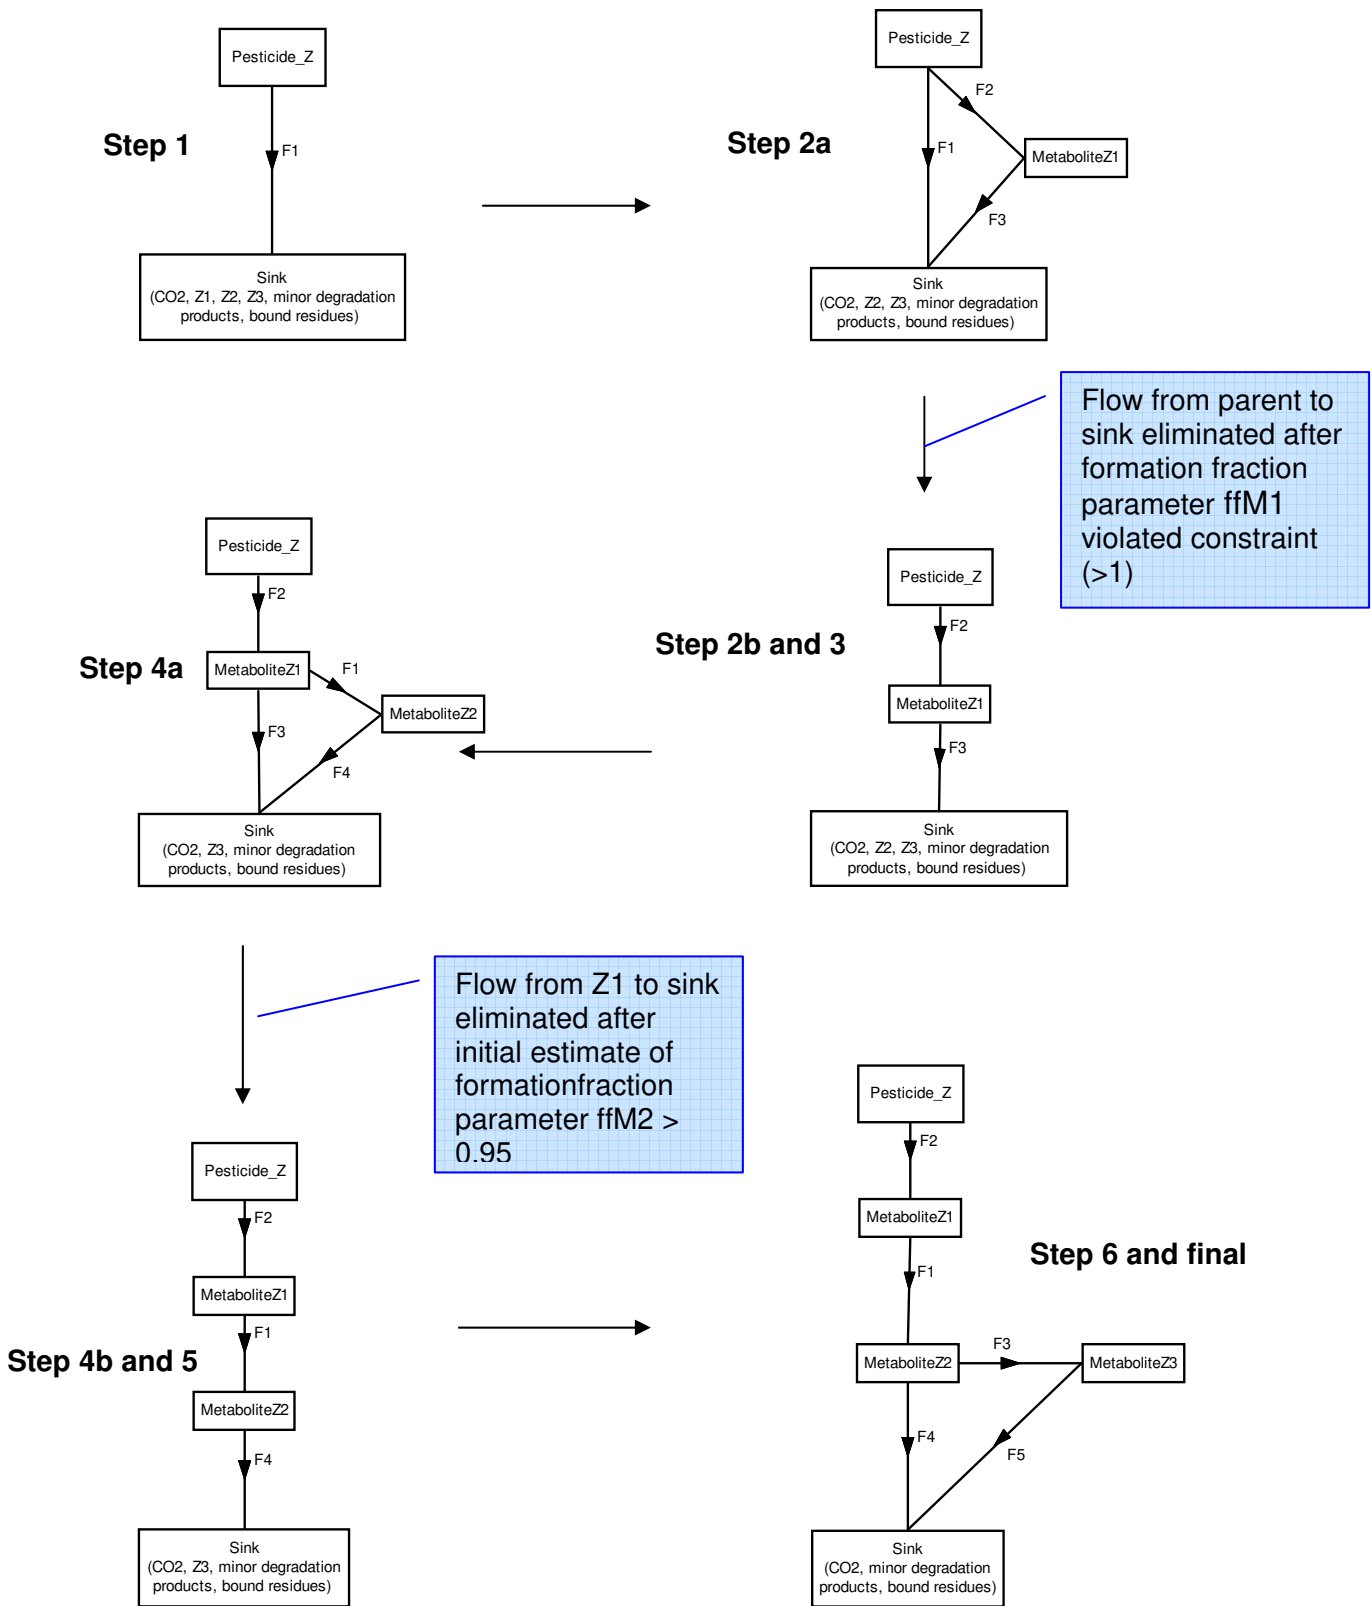 Pesticide_Z
F1
Step 1
Sink
(CO2, Z1, Z2, Z3, minor degradation
products, bound residues)
Pesticide_Z
F2
Step 2a
F1
MetaboliteZ1
F3
Sink
(CO2, Z2, Z3, minor degradation
products, bound residues)
Flow from parent to
sink eliminated after
formation fraction
parameter ffM1
violated constraint
(>1)
Pesticide_Z
F2
Step 2b and 3
MetaboliteZ1
F3
Sink
(CO2, Z2, Z3, minor degradation
products, bound residues)
Pesticide_Z
F2
Step 4a
MetaboliteZ1
F1
MetaboliteZ2
F3
F4
Sink
(CO2, Z3, minor degradation
products, bound residues)
Flow from Z1 to sink
eliminated after
initial estimate of
formationfraction
parameter ffM2 >
0.95
Pesticide_Z
F2
MetaboliteZ1
F1
Step 4b and 5
MetaboliteZ2
F4
Sink
(CO2, Z3, minor degradation
products, bound residues)
Pesticide_Z
F2
MetaboliteZ1
Step 6 and final
F1
MetaboliteZ2
F3
MetaboliteZ3
F4
F5
Sink
(CO2, minor degradation
products, bound residues)